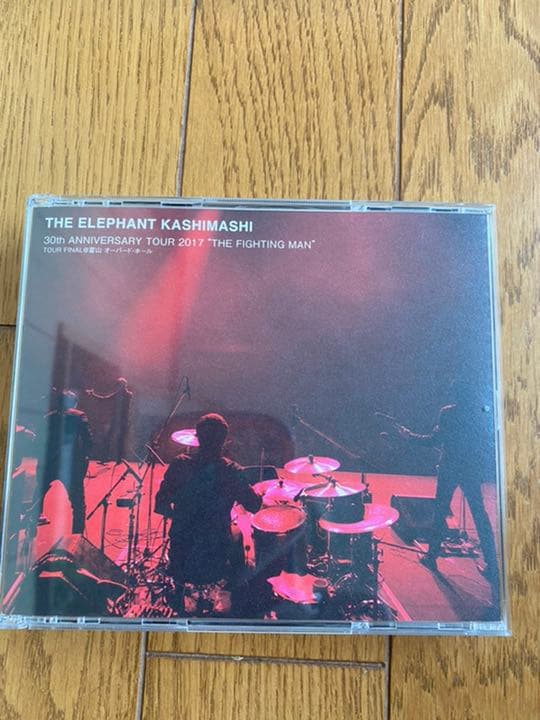 THE ELEPHANT KASHIMASHI
30th ANNIVERSARY TOUR 2017 "THE FIGHTING MAN"
TOUR FINAL@富山 オーバード・ホール